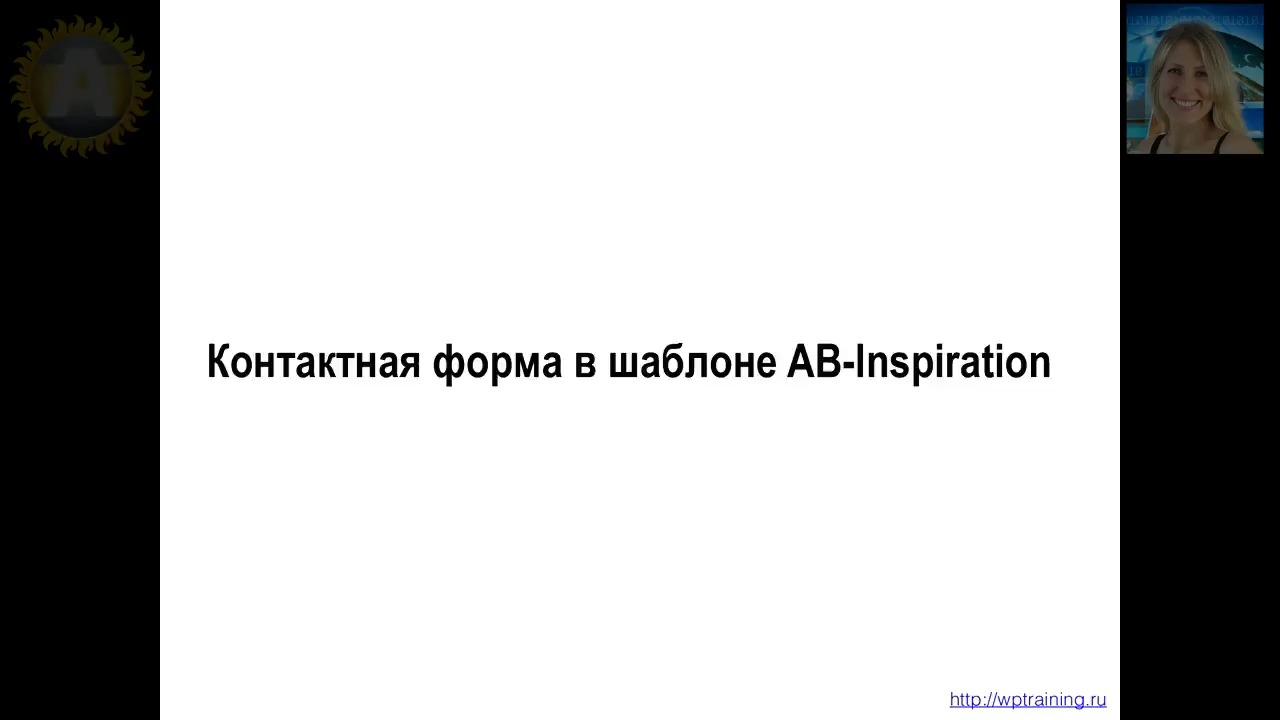 A
Контактная форма в шаблоне AB-Inspiration
http://wptraining.ru